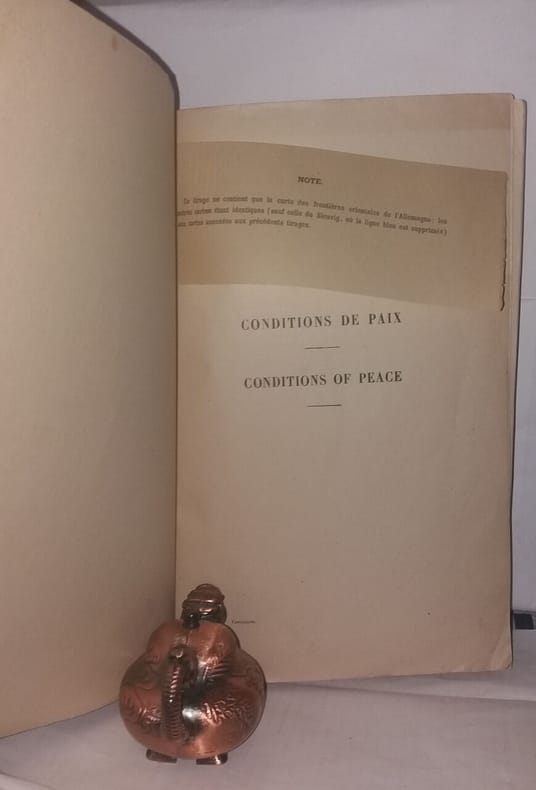 NOTE.
Ce tirage ne contient que la carte des frontières orientales de l'Allemagne: les
autres cartes étant identiques (sauf celle du Slesvig, où la ligne bleu est supprimée)
aux cartes annexées aux précédents tirages.
CONDITIONS DE PAIX
CONDITIONS OF PEACE